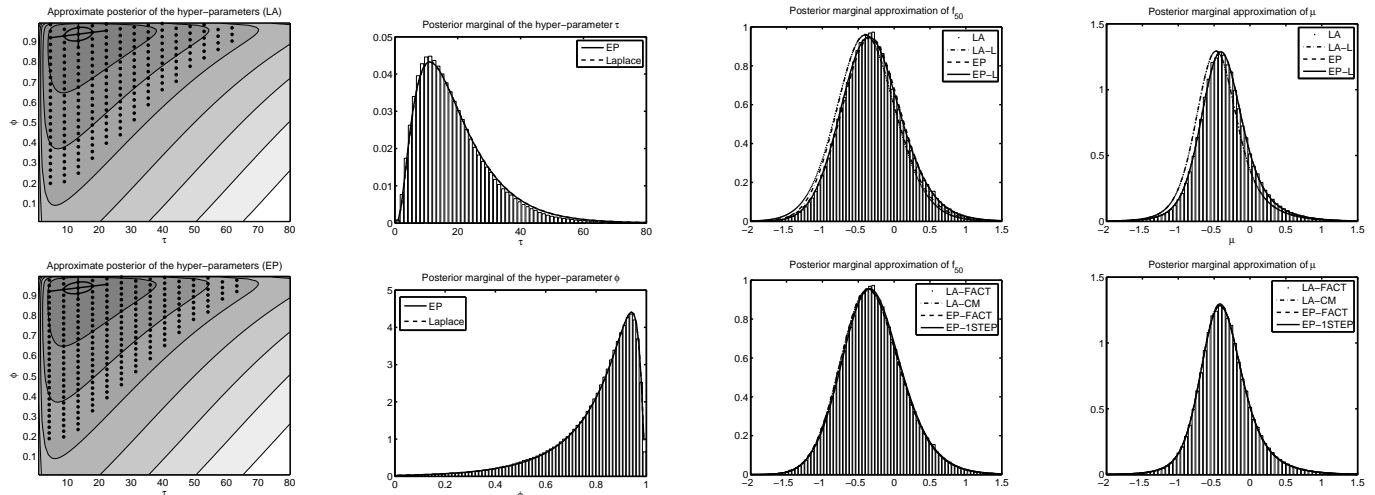 Approximate posterior of the hyper−parameters (LA)
0.9
0.8
0.7
0.6
0.5
0.4
0.3
0.2
0.1
φ
10 20 30 40 50 60 70 80
τ
Posterior marginal of the hyper−parameter τ
0.05
0.04
0.03
0.02
0.01
0
0 20 40 60 80
τ
EP
Laplace
Posterior marginal approximation of f50
1
0.8
0.6
0.4
0.2
0
−2 −1.5 −1 −0.5 0 0.5 1 1.5
LA
LA−L
EP
EP−L
Posterior marginal approximation of μ
1.5
1
0.5
0
−2 −1.5 −1 −0.5 0 0.5 1 1.5
μ
LA
LA−L
EP
EP−L
Approximate posterior of the hyper−parameters (EP)
0.9
0.8
0.7
0.6
0.5
0.4
0.3
0.2
0.1
φ
10 20 30 40 50 60 70 80
τ
Posterior marginal of the hyper−parameter φ
5
4
3
2
1
0
0 0.2 0.4 0.6 0.8 1
φ
EP
Laplace
Posterior marginal approximation of f50
1
0.8
0.6
0.4
0.2
0
−2 −1.5 −1 −0.5 0 0.5 1 1.5
LA−FACT
LA−CM
EP−FACT
EP−1STEP
Posterior marginal approximation of μ
1.5
1
0.5
0
−2 −1.5 −1 −0.5 0 0.5 1 1.5
LA−FACT
LA−CM
EP−FACT
EP−1STEP